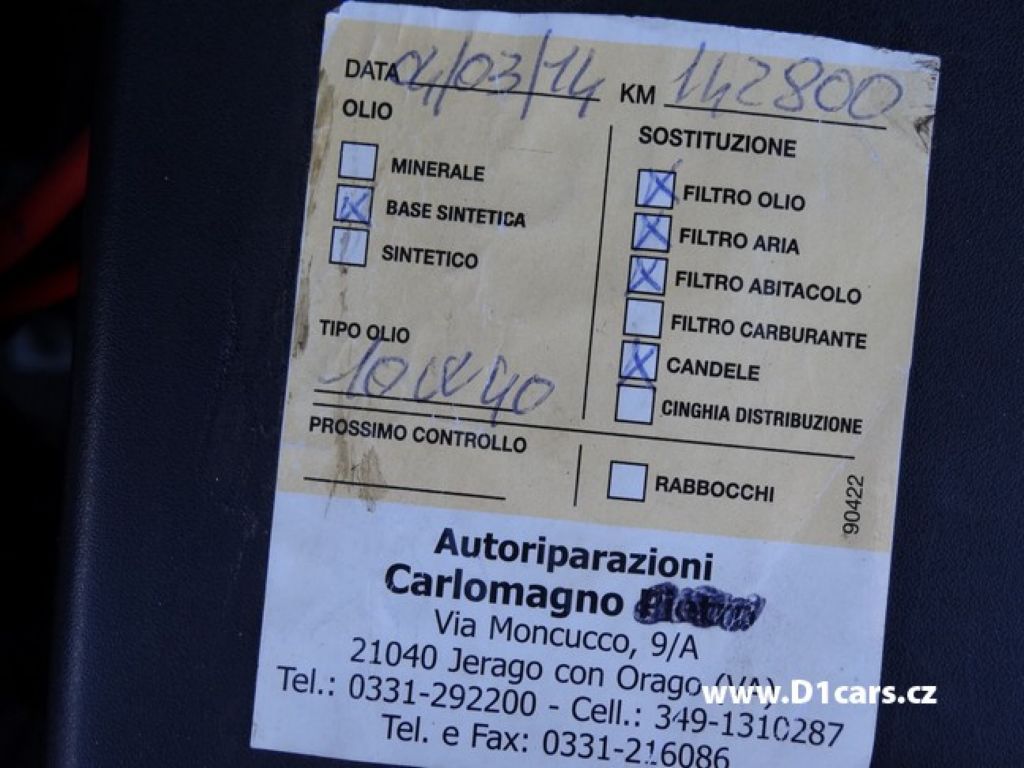 DATA 04/03/14 KM 142800
OLIO
MINERALE
BASE SINTETICA
SINTETICO
TIPO OLIO
10W40
PROSSIMO CONTROLLO
SOSTITUZIONE
FILTRO OLIO
FILTRO ARIA
FILTRO ABITACOLO
FILTRO CARBURANTE
CANDELE
CINGHIA DISTRIBUZIONE
RABBOCCHI
90422
Autoriparazioni
Carlomagno
Via Moncucco, 9/A
21040 Jerago con Orago (VA)
Tel.: 0331-292200 - Cell.: 349-1310287
Tel. e Fax: 0331-216086
www.D1cars.cz